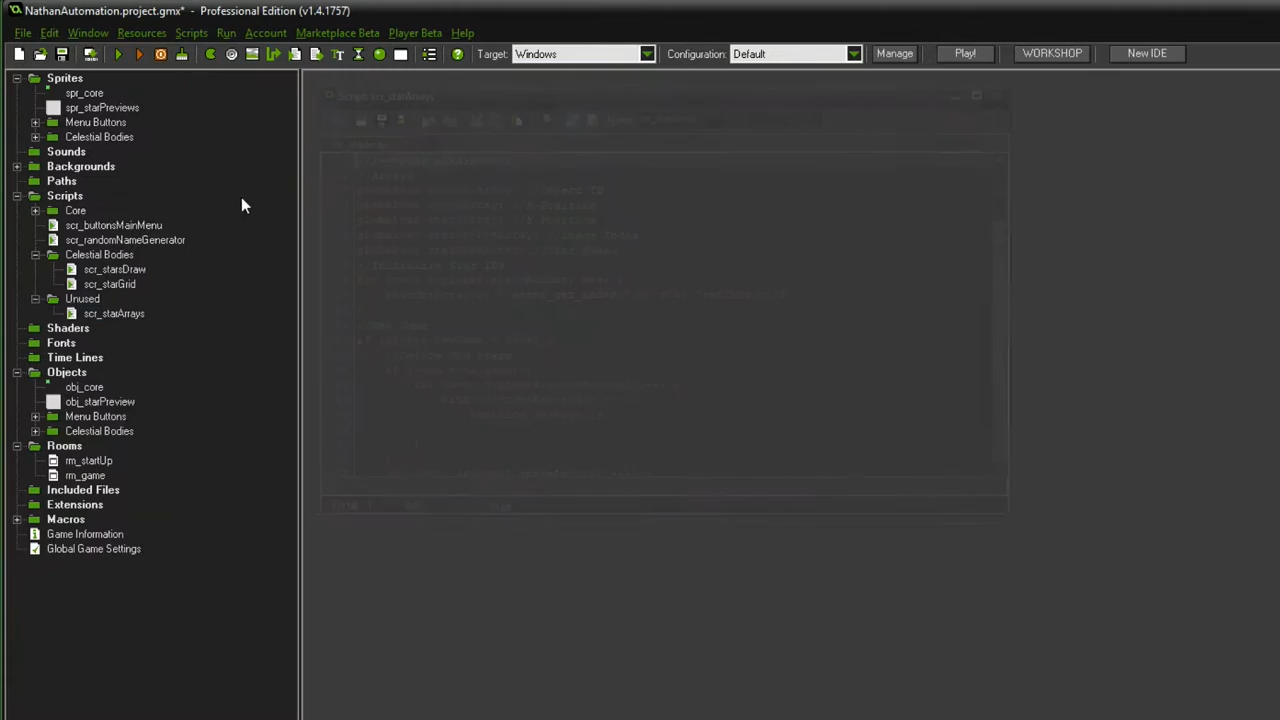 NathanAutomation.project.gmx* - Professional Edition (v1.4.1757)
File Edit Window Resources Scripts Run Account Marketplace Beta Player Beta Help
Target: Windows Configuration: Default Manage Play! WORKSHOP New IDE
Sprites
spr_core
spr_starPreviews
Menu Buttons
Celestial Bodies
Sounds
Backgrounds
Paths
Scripts
Core
scr_buttonsMainMenu
scr_randomNameGenerator
Celestial Bodies
scr_starsDraw
scr_starGrid
Unused
scr_starArrays
Shaders
Fonts
Time Lines
Objects
obj_core
obj_starPreview
Menu Buttons
Celestial Bodies
Rooms
rm_startUp
rm_game
Included Files
Extensions
Macros
Game Information
Global Game Settings
Script: scr_starArrays